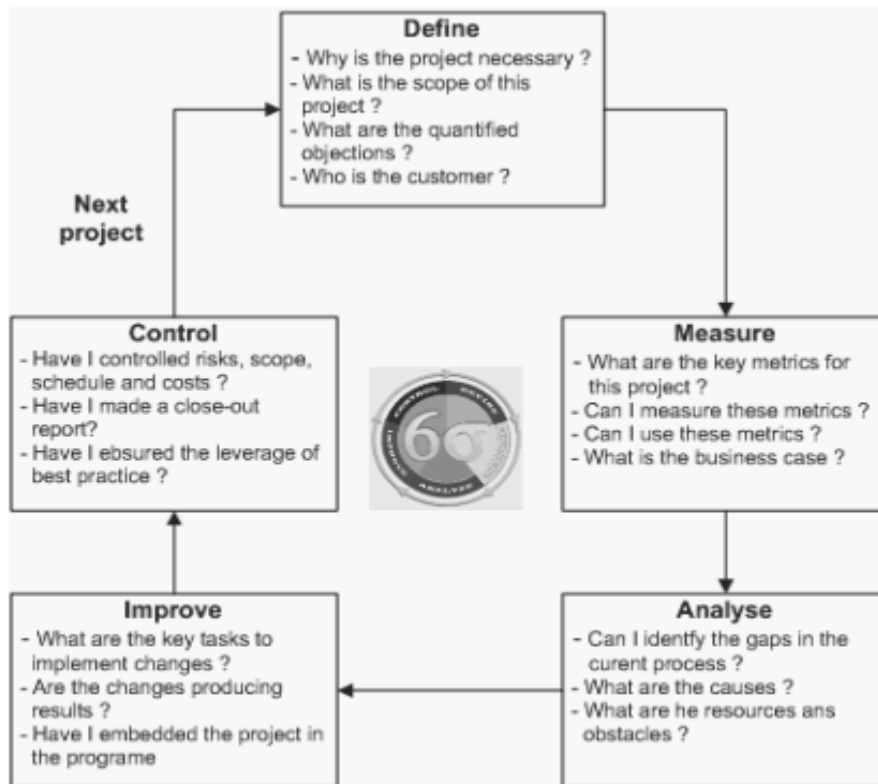 Define
- Why is the project necessary ?
- What is the scope of this
project ?
- What are the quantified
objections ?
- Who is the customer ?
Next
project
Control
- Have I controlled risks, scope,
schedule and costs ?
- Have I made a close-out
report?
- Have I ebsured the leverage of
best practice ?
Measure
- What are the key metrics for
this project ?
- Can I measure these metrics ?
- Can I use these metrics ?
- What is the business case ?
CONTROL
DEFINE
IMPROVE
6σ
ANALYZE
Improve
- What are the key tasks to
implement changes ?
- Are the changes producing
results ?
- Have I embedded the project in
the programe
Analyse
- Can I identfy the gaps in the
curent process ?
- What are the causes ?
- What are he resources ans
obstacles ?